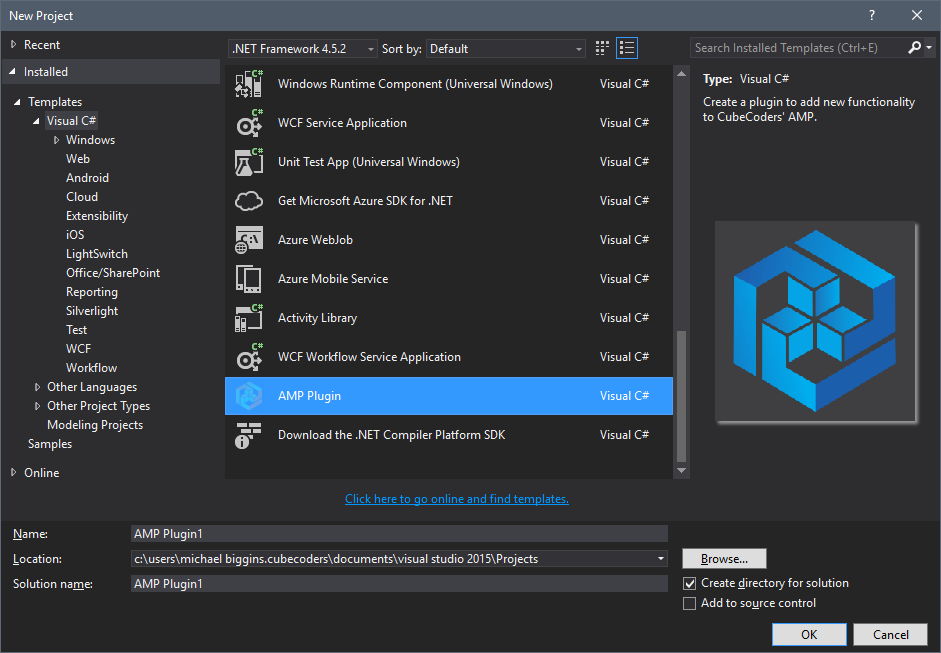 New Project
?
Recent
.NET Framework 4.5.2
Sort by:
Default
Search Installed Templates (Ctrl+E)
Installed
Templates
Visual C#
Windows
Web
Android
Cloud
Extensibility
iOS
LightSwitch
Office/SharePoint
Reporting
Silverlight
Test
WCF
Workflow
Other Languages
Other Project Types
Modeling Projects
Samples
Online
Windows Runtime Component (Universal Windows) Visual C#
WCF Service Application Visual C#
Unit Test App (Universal Windows) Visual C#
Get Microsoft Azure SDK for .NET Visual C#
Azure WebJob Visual C#
Azure Mobile Service Visual C#
Activity Library Visual C#
WCF Workflow Service Application Visual C#
AMP Plugin Visual C#
Download the .NET Compiler Platform SDK Visual C#
Click here to go online and find templates.
Type: Visual C#
Create a plugin to add new functionality
to CubeCoders' AMP.
Name: AMP Plugin1
Location: c:\users\michael biggins.cubecoders\documents\visual studio 2015\Projects
Browse...
Solution name: AMP Plugin1
Create directory for solution
Add to source control
OK
Cancel